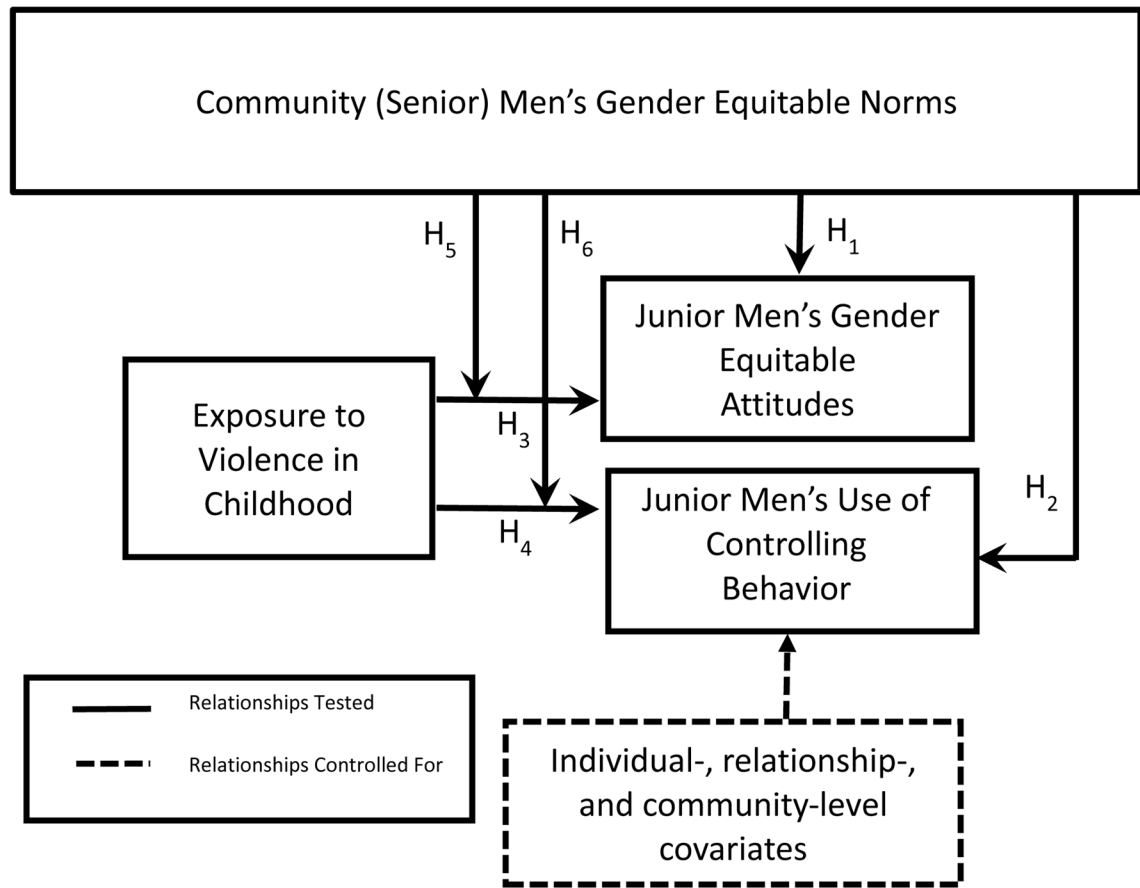 Community (Senior) Men’s Gender Equitable Norms
H5
H6
H1
Junior Men’s Gender
Equitable
Attitudes
Exposure to
Violence in
Childhood
H3
H4
Junior Men’s Use of
Controlling
Behavior
H2
Relationships Tested
Relationships Controlled For
Individual-, relationship-,
and community-level
covariates